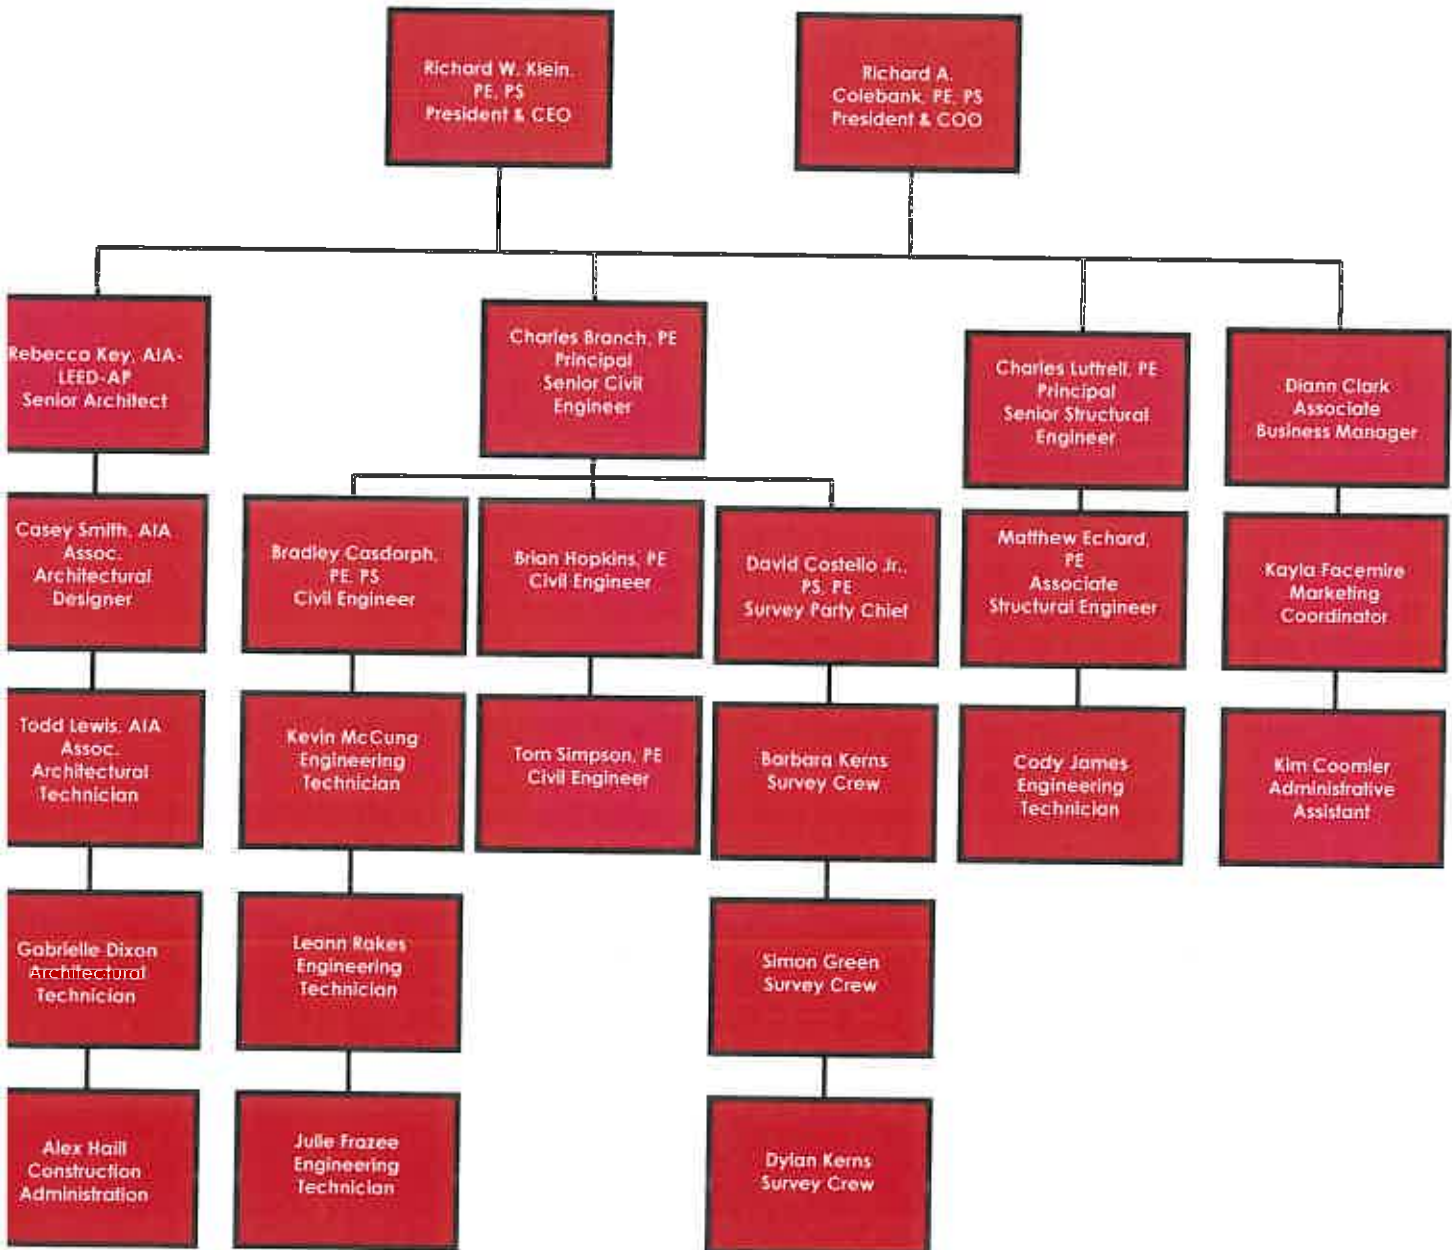 Richard W. Klein,
PE, PS
President & CEO
Richard A.
Colebank, PE, PS
President & COO
Rebecca Key, AIA-
LEED-AP
Senior Architect
Charles Branch, PE
Principal
Senior Civil
Engineer
Charles Luttrell, PE
Principal
Senior Structural
Engineer
Diann Clark
Associate
Business Manager
Casey Smith, AIA
Assoc.
Architectural
Designer
Bradley Casdorph,
PE, PS
Civil Engineer
Brian Hopkins, PE
Civil Engineer
David Costello Jr.,
PS, PE
Survey Party Chief
Matthew Echard,
PE
Associate
Structural Engineer
Kayla Facemire
Marketing
Coordinator
Todd Lewis, AIA
Assoc.
Architectural
Technician
Kevin McCung
Engineering
Technician
Tom Simpson, PE
Civil Engineer
Barbara Kerns
Survey Crew
Cody James
Engineering
Technician
Kim Coomler
Administrative
Assistant
Gabrielle Dixon
Architectural
Technician
Leann Rakes
Engineering
Technician
Simon Green
Survey Crew
Alex Haill
Construction
Administration
Julie Frazee
Engineering
Technician
Dylan Kerns
Survey Crew